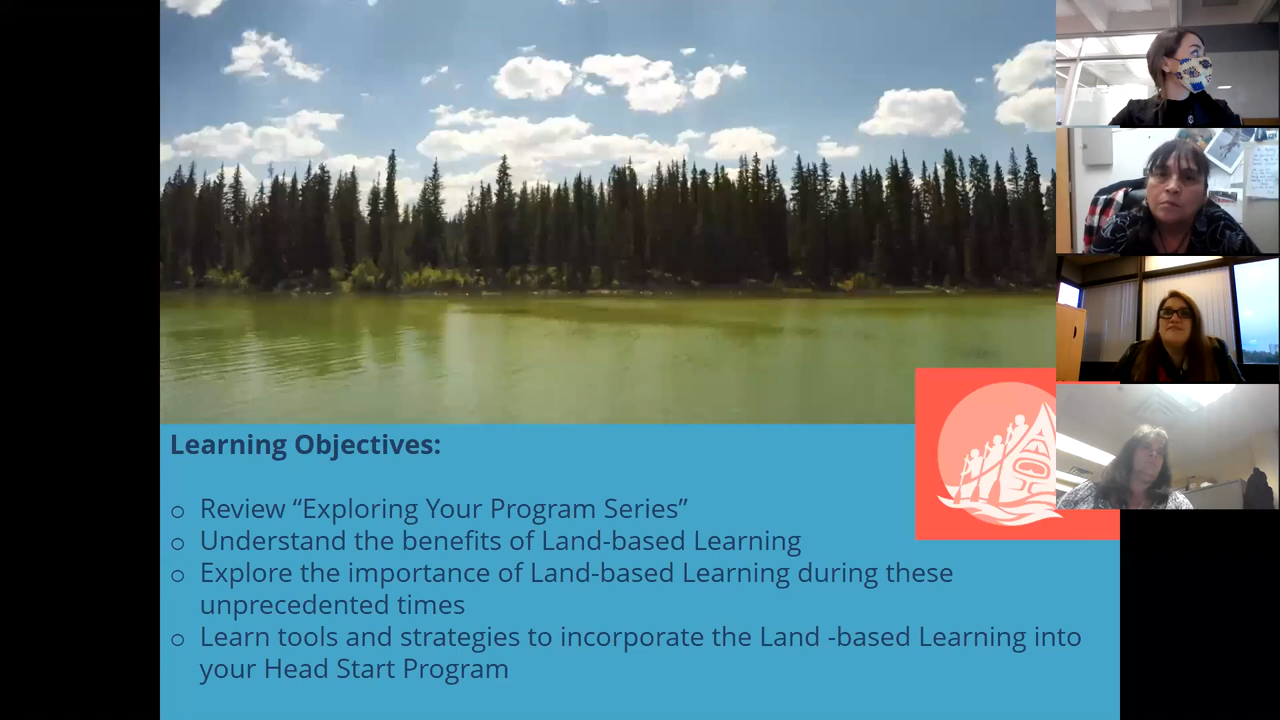 Learning Objectives:
o Review “Exploring Your Program Series”
o Understand the benefits of Land-based Learning
o Explore the importance of Land-based Learning during these
unprecedented times
o Learn tools and strategies to incorporate the Land -based Learning into
your Head Start Program